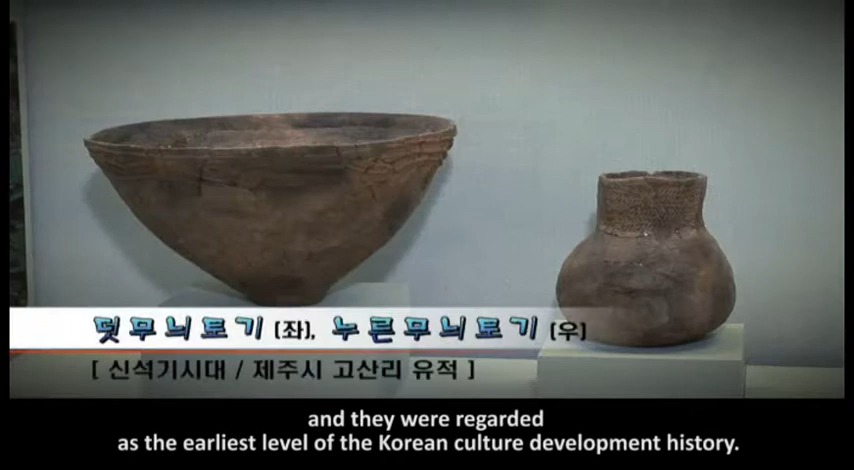 덧무늬토기 (좌), 누른무늬토기 (우)
[ 신석기시대 / 제주시 고산리 유적 ]
and they were regarded
as the earliest level of the Korean culture development history.